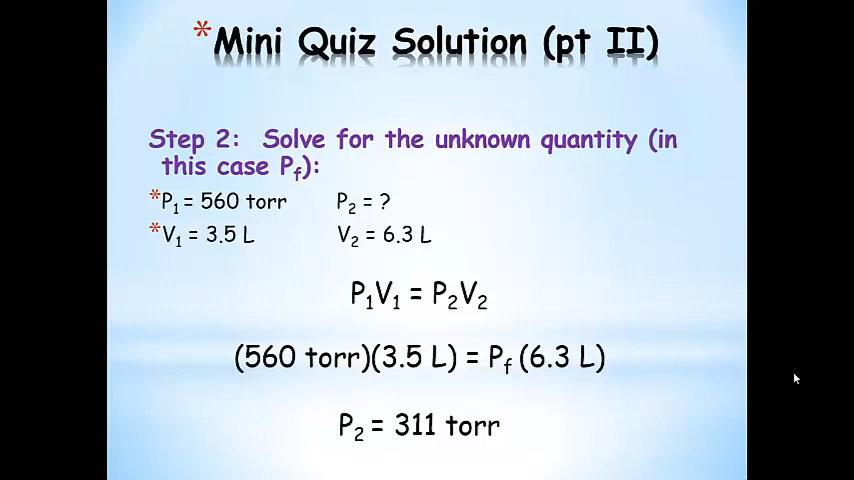 *Mini Quiz Solution (pt II)
Step 2: Solve for the unknown quantity (in
this case Pf):
*P1 = 560 torr P2 = ?
*V1 = 3.5 L V2 = 6.3 L
P1V1 = P2V2
(560 torr)(3.5 L) = Pf (6.3 L)
P2 = 311 torr